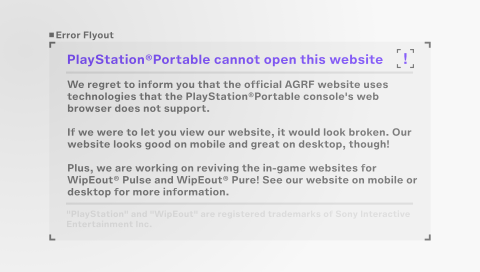 Error Flyout
PlayStation®Portable cannot open this website
!
We regret to inform you that the official AGRF website uses
technologies that the PlayStation®Portable console's web
browser does not support.
If we were to let you view our website, it would look broken. Our
website looks good on mobile and great on desktop, though!
Plus, we are working on reviving the in-game websites for
WipEout® Pulse and WipEout® Pure! See our website on mobile or
desktop for more information.
"PlayStation" and "WipEout" are registered trademarks of Sony Interactive
Entertainment Inc.